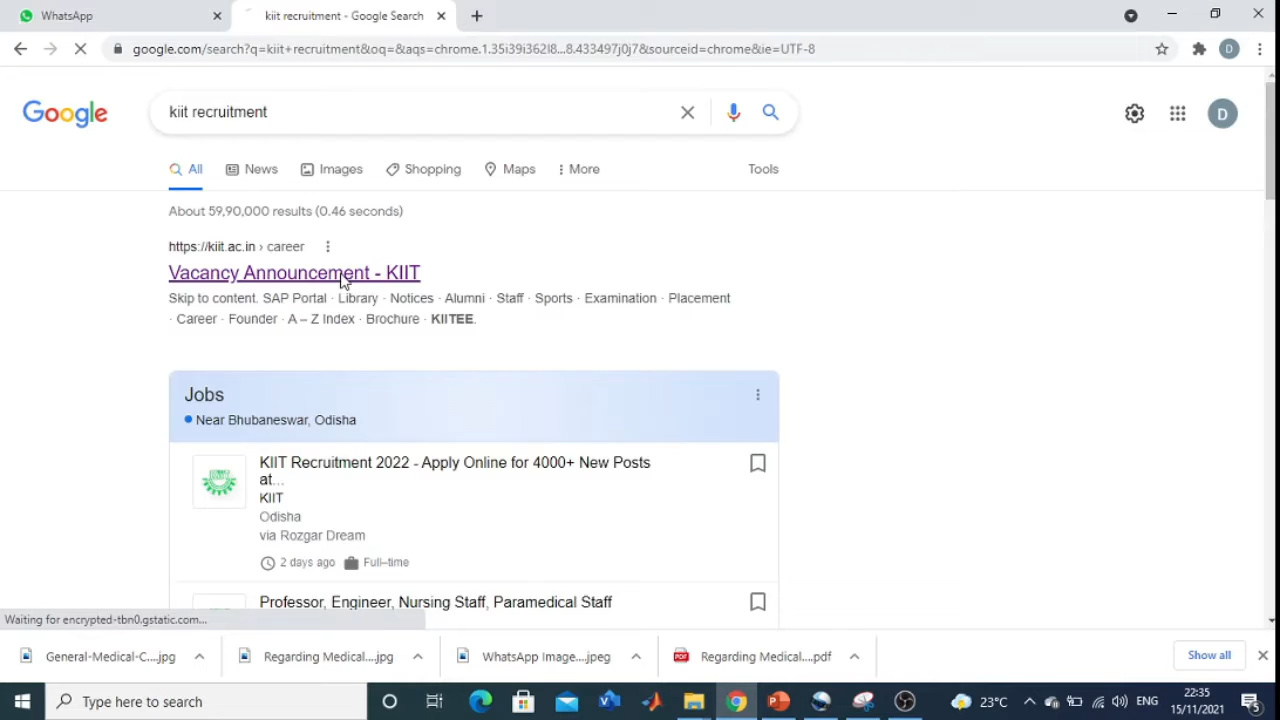 WhatsApp
kiit recruitment - Google Search
google.com/search?q=kiit+recruitment&oq=&aqs=chrome.1.35i39i362l8...8.433497j0j7&sourceid=chrome&ie=UTF-8
D
Google
kiit recruitment
D
All
News
Images
Shopping
Maps
More
Tools
About 59,90,000 results (0.46 seconds)
https://kiit.ac.in › career
Vacancy Announcement - KIIT
Skip to content. SAP Portal · Library · Notices · Alumni · Staff · Sports · Examination · Placement
· Career · Founder · A – Z Index · Brochure · KIITEE.
Jobs
Near Bhubaneswar, Odisha
KIIT Recruitment 2022 - Apply Online for 4000+ New Posts
at...
KIIT
Odisha
via Rozgar Dream
2 days ago
Full–time
Professor, Engineer, Nursing Staff, Paramedical Staff
Waiting for encrypted-tbn0.gstatic.com...
General-Medical-C....jpg
Regarding Medical....jpg
WhatsApp Image....jpeg
Regarding Medical....pdf
Show all
Type here to search
23°C
ENG
22:35
15/11/2021
5